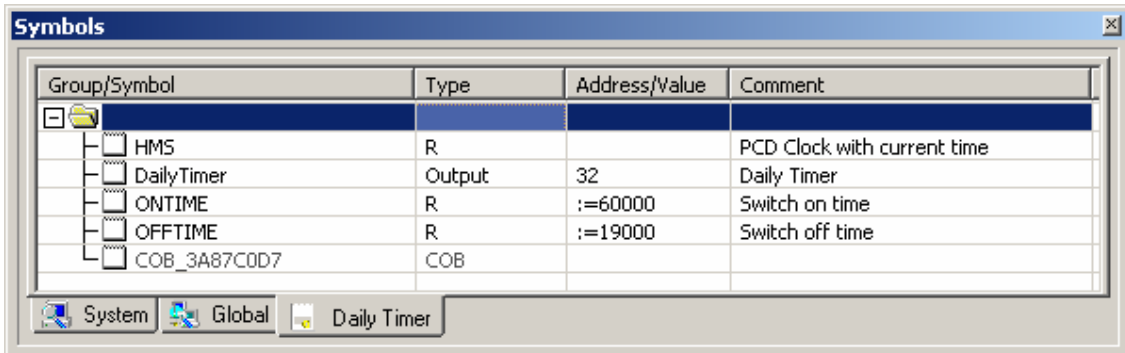 Symbols
Group/Symbol Type Address/Value Comment
HMS R PCD Clock with current time
DailyTimer Output 32 Daily Timer
ONTIME R :=60000 Switch on time
OFFTIME R :=19000 Switch off time
COB_3A87C0D7 COB
System Global Daily Timer